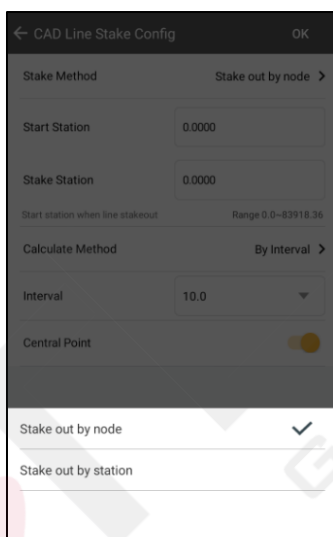 ← CAD Line Stake Config OK
Stake Method Stake out by node >
Start Station 0.0000
Stake Station 0.0000
Start station when line stakeout Range 0.0~83918.36
Calculate Method By Interval >
Interval 10.0
Central Point
Stake out by node
Stake out by station